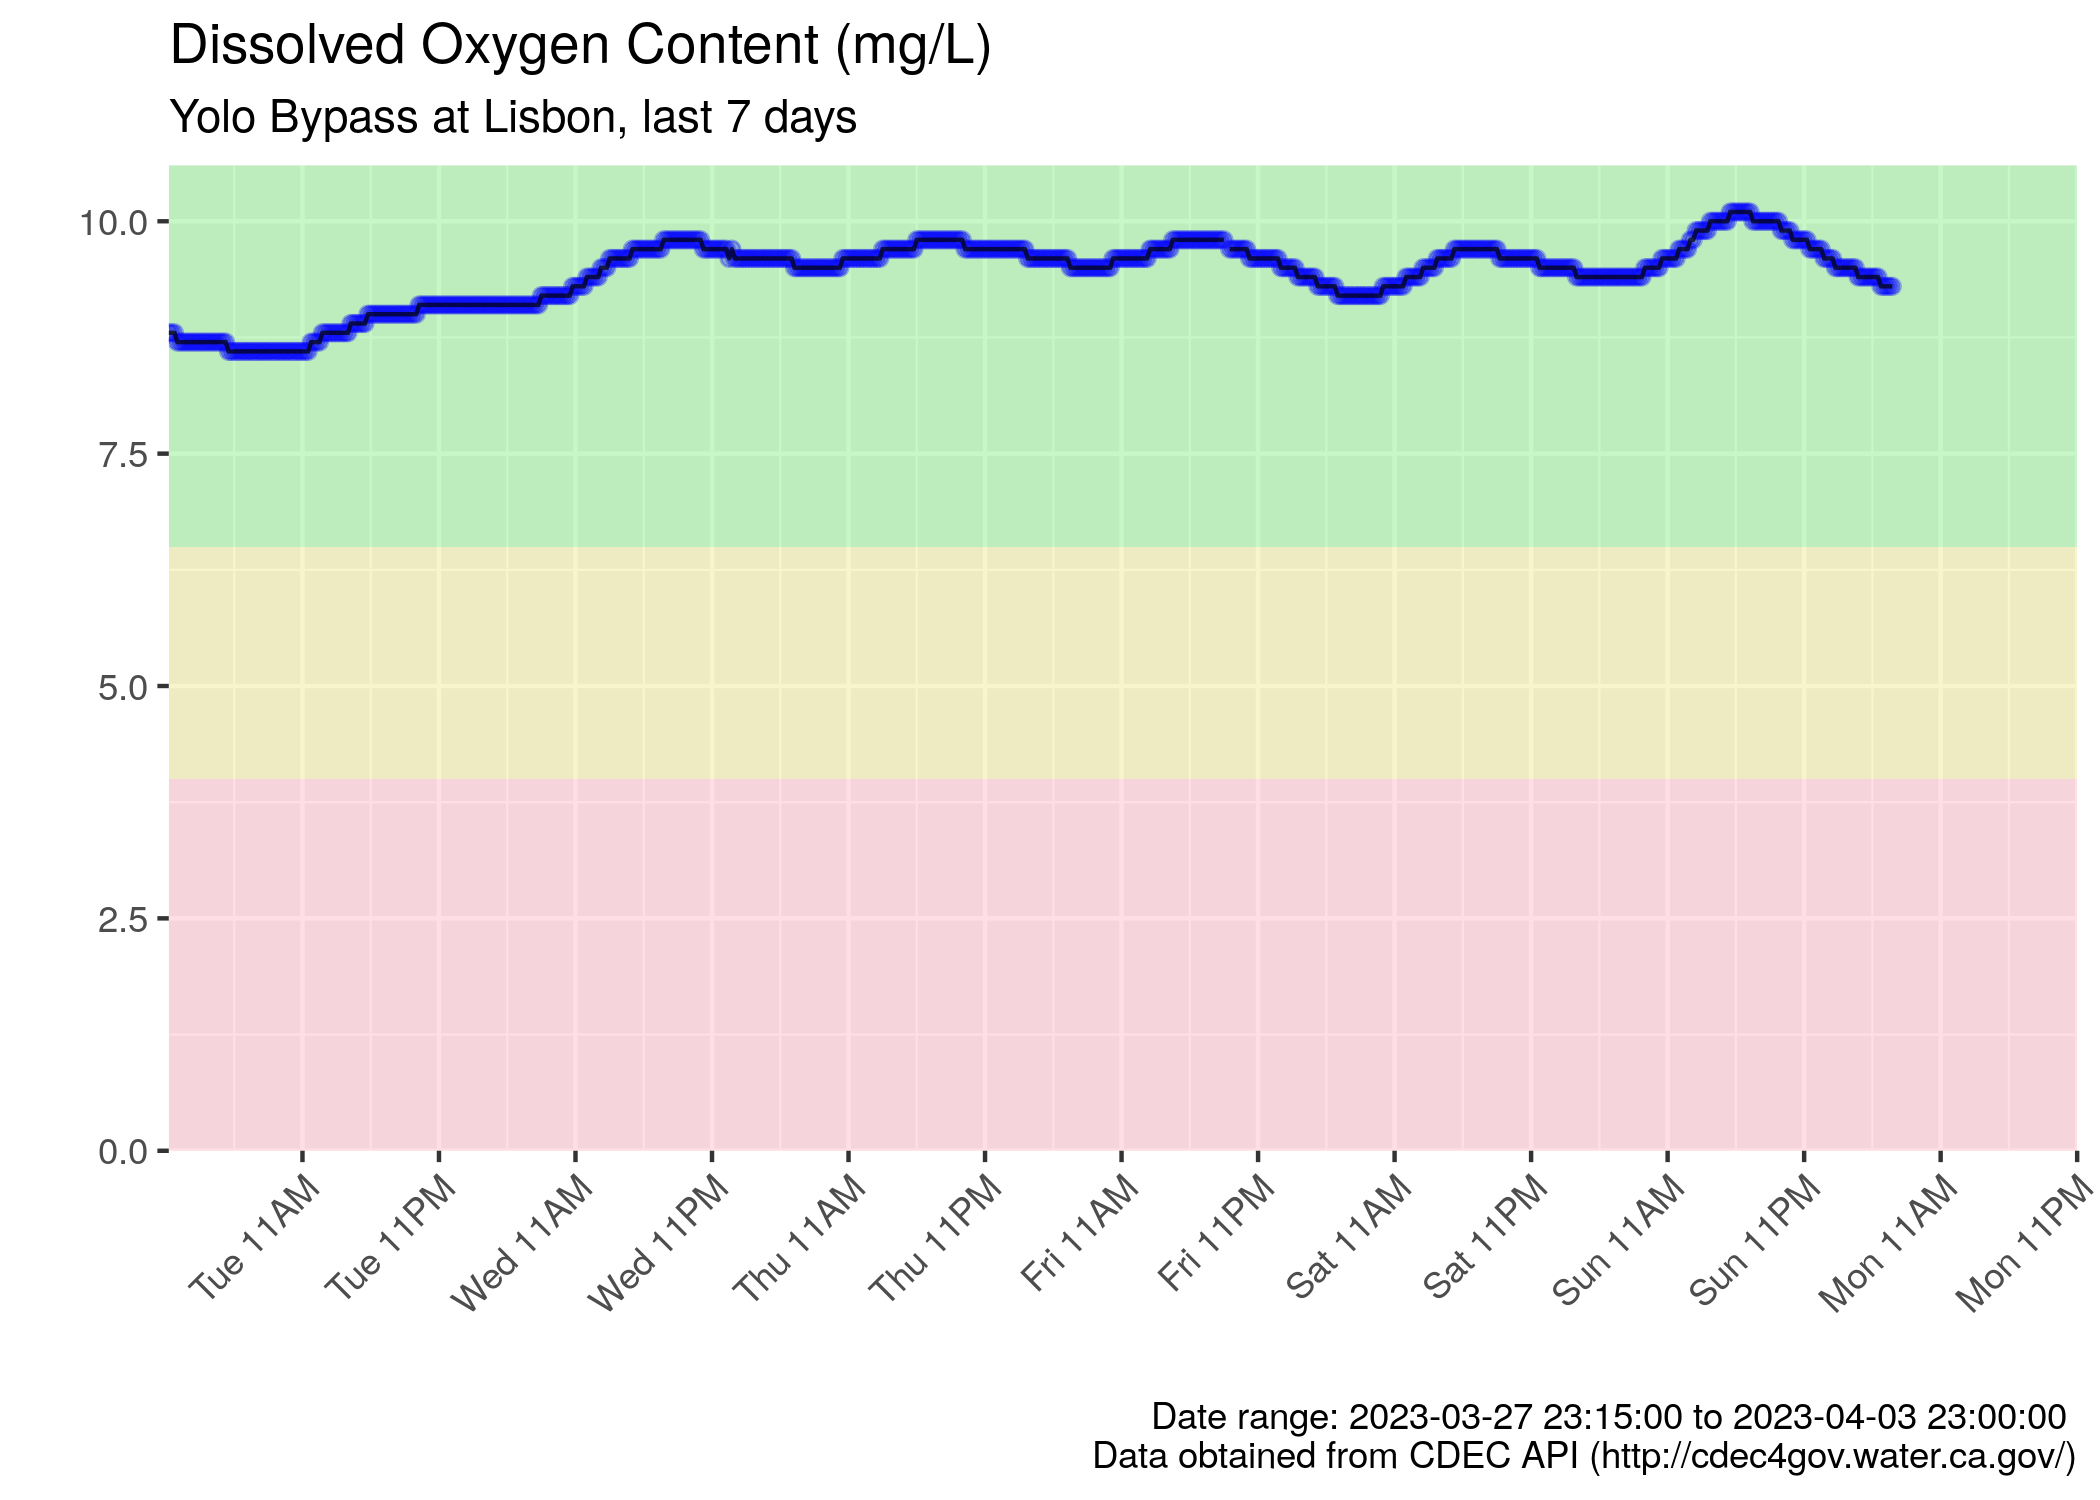 Dissolved Oxygen Content (mg/L)
Yolo Bypass at Lisbon, last 7 days
10.0
7.5
5.0
2.5
0.0
Tue 11AM
Tue 11PM
Wed 11AM
Wed 11PM
Thu 11AM
Thu 11PM
Fri 11AM
Fri 11PM
Sat 11AM
Sat 11PM
Sun 11AM
Sun 11PM
Mon 11AM
Mon 11PM
Date range: 2023-03-27 23:15:00 to 2023-04-03 23:00:00
Data obtained from CDEC API (http://cdec4gov.water.ca.gov/)